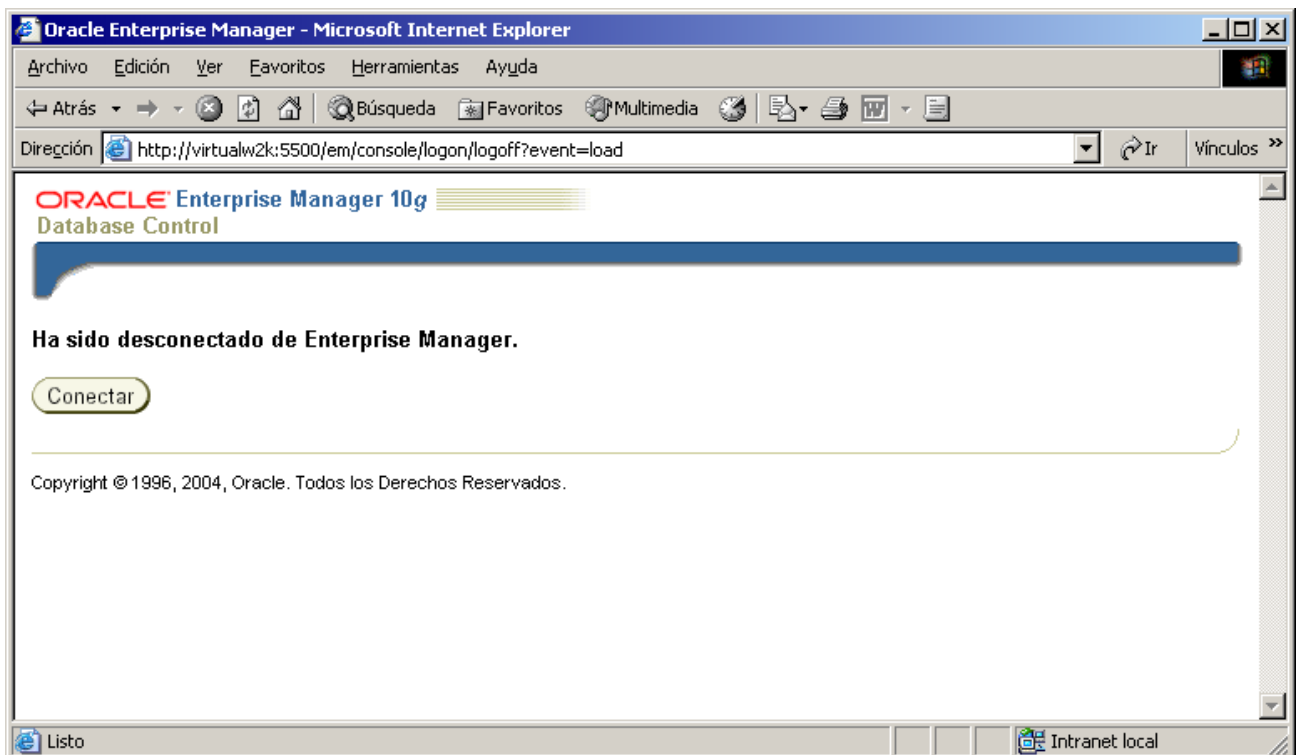 Oracle Enterprise Manager - Microsoft Internet Explorer
Archivo Edición Ver Favoritos Herramientas Ayuda
Atrás Búsqueda Favoritos Multimedia
Dirección http://virtualw2k:5500/em/console/logon/logoff?event=load Ir Vínculos »
ORACLE Enterprise Manager 10g
Database Control
Ha sido desconectado de Enterprise Manager.
Conectar
Copyright © 1996, 2004, Oracle. Todos los Derechos Reservados.
Listo Intranet local